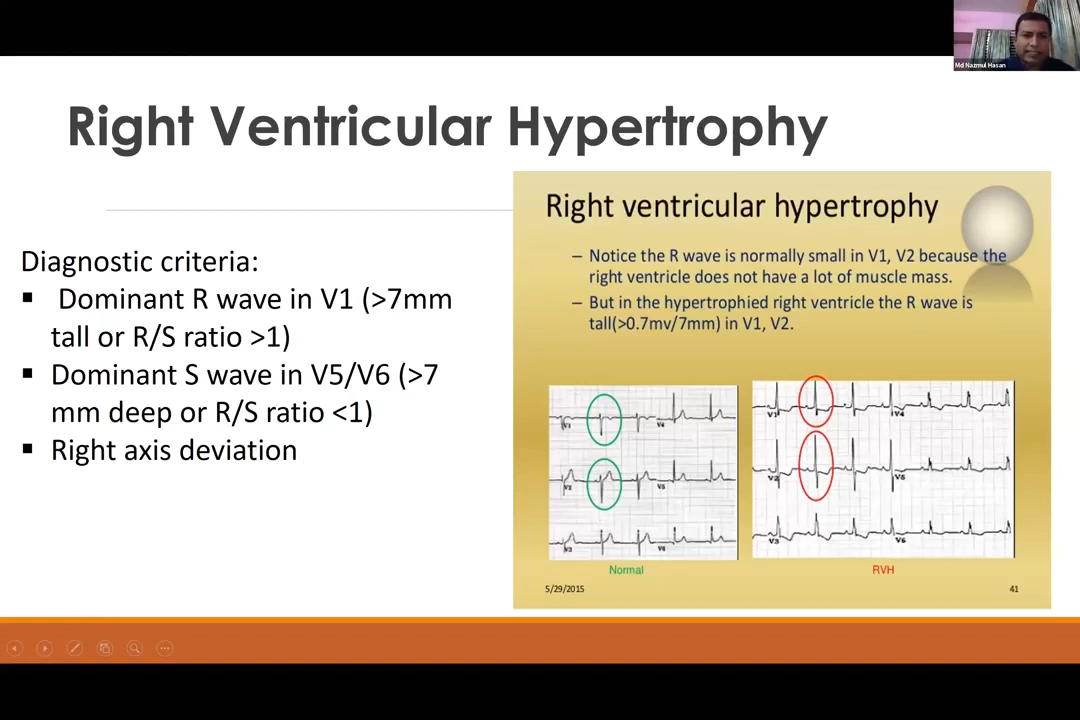 Md Nazmul Hasan
Right Ventricular Hypertrophy
Diagnostic criteria:
▪ Dominant R wave in V1 (>7mm
tall or R/S ratio >1)
▪ Dominant S wave in V5/V6 (>7
mm deep or R/S ratio <1)
▪ Right axis deviation
Right ventricular hypertrophy
– Notice the R wave is normally small in V1, V2 because the
right ventricle does not have a lot of muscle mass.
– But in the hypertrophied right ventricle the R wave is
tall(>0.7mv/7mm) in V1, V2.
V1 V4
V2 V5
V3 V6
Normal
V1 V4
V2 V5
V3 V6
RVH
5/29/2015
41